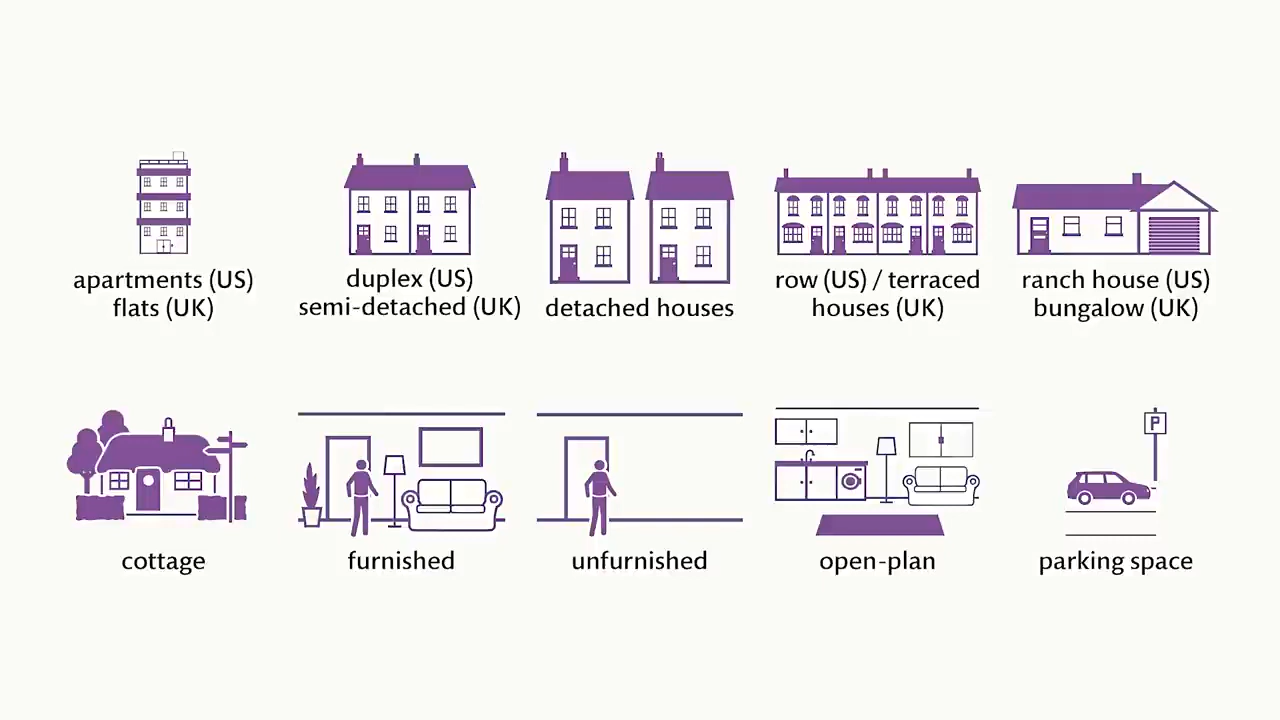 apartments (US)
flats (UK)
duplex (US)
semi-detached (UK)
detached houses
row (US) / terraced
houses (UK)
ranch house (US)
bungalow (UK)
P
cottage
furnished
unfurnished
open-plan
parking space